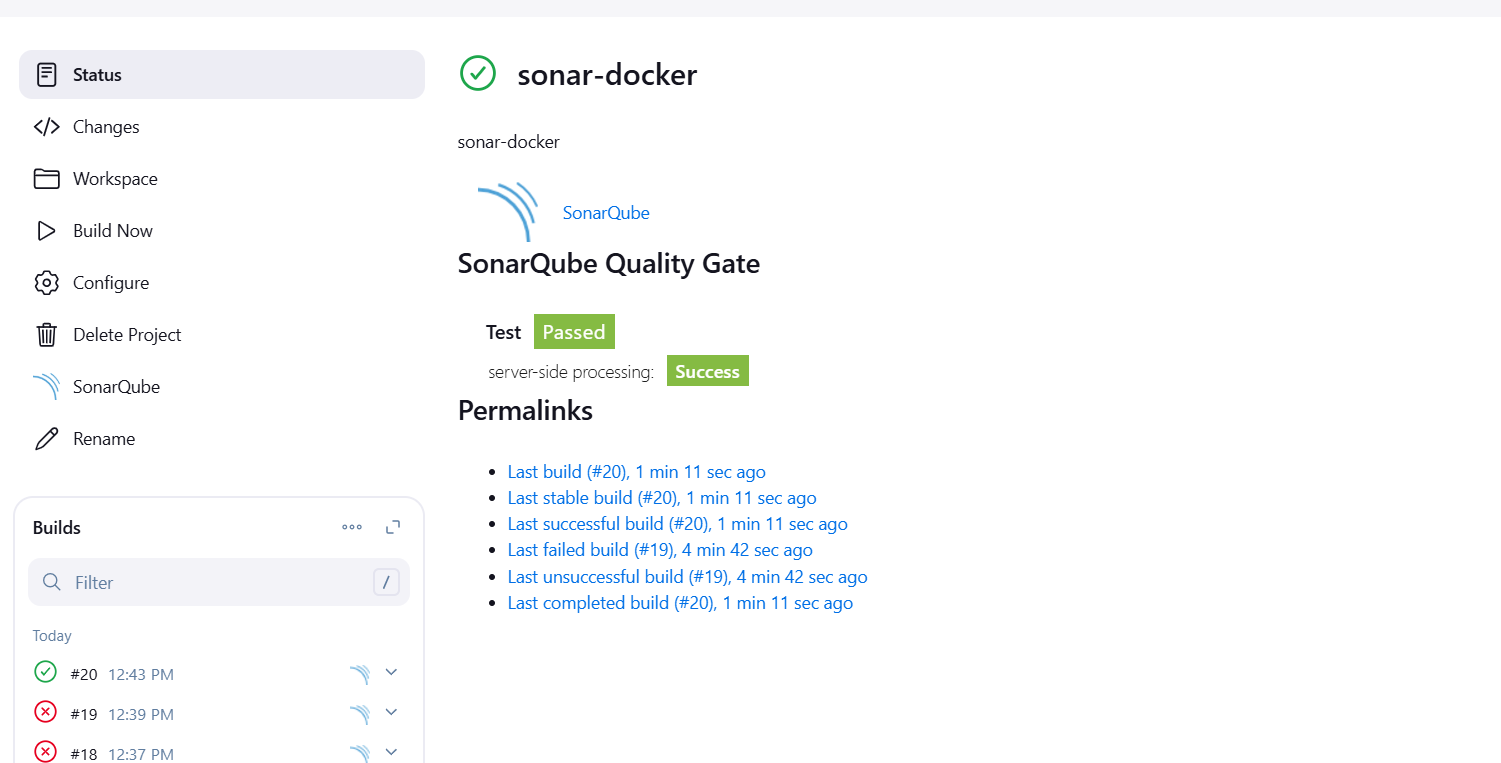 Status
Changes
Workspace
Build Now
Configure
Delete Project
SonarQube
Rename
Builds
Filter
/
Today
#20 12:43 PM
#19 12:39 PM
#18 12:37 PM
sonar-docker
sonar-docker
SonarQube
SonarQube Quality Gate
Test Passed
server-side processing: Success
Permalinks
Last build (#20), 1 min 11 sec ago
Last stable build (#20), 1 min 11 sec ago
Last successful build (#20), 1 min 11 sec ago
Last failed build (#19), 4 min 42 sec ago
Last unsuccessful build (#19), 4 min 42 sec ago
Last completed build (#20), 1 min 11 sec ago